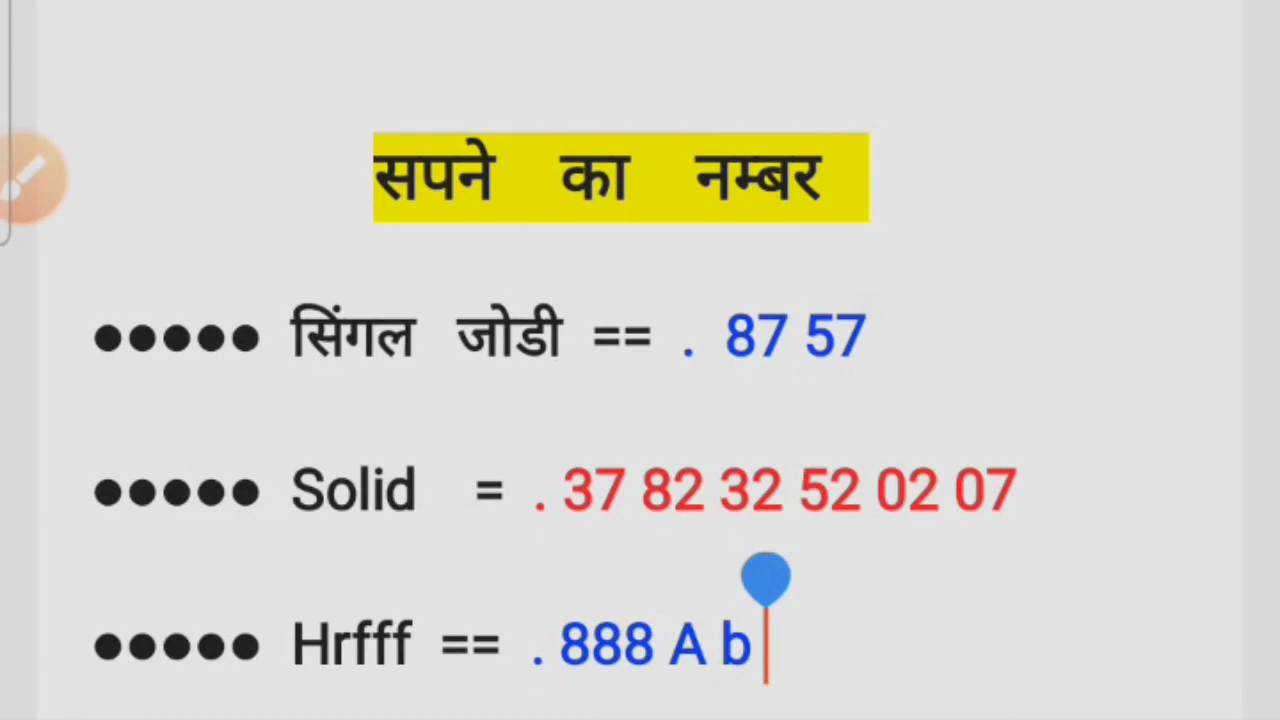 सपने का नम्बर
●●●●● सिंगल जोडी == . 87 57
●●●●● Solid = . 37 82 32 52 02 07
●●●●● Hrfff == . 888 A b